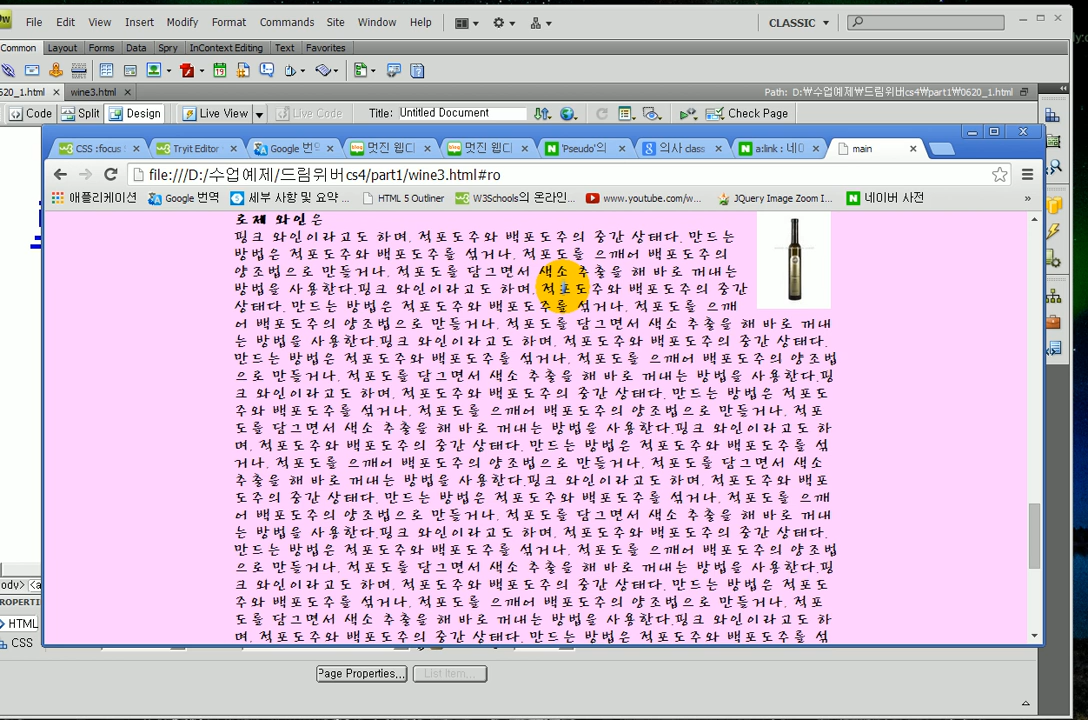 File Edit View Insert Modify Format Commands Site Window Help CLASSIC
Common Layout Forms Data Spry InContext Editing Text Favorites
0620_1.html wine3.html Path: D:₩수업예제₩드림위버cs4₩part1₩0620_1.html
Code Split Design Live View Live Code Title: Untitled Document Check Page
CSS :focus Tryit Editor Google 번역 멋진 웹디 멋진 웹디 'Pseudo'의 의사 class a:link : 네이 main
file:///D:/수업예제/드림위버cs4/part1/wine3.html#ro
애플리케이션 Google 번역 세부 사항 및 요약 ... HTML 5 Outliner W3Schools의 온라인... www.youtube.com/w... JQuery Image Zoom I... 네이버 사전 »
로제 와인은
핑크 와인이라고도 하며, 적포도주와 백포도주의 중간 상태다. 만드는
방법은 적포도주와 백포도주를 섞거나, 적포도를 으깨어 백포도주의
양조법으로 만들거나, 적포도를 담그면서 색소 추출을 해 바로 꺼내는
방법을 사용한다.핑크 와인이라고도 하며, 적포도주와 백포도주의 중간
상태다. 만드는 방법은 적포도주와 백포도주를 섞거나, 적포도를 으깨
어 백포도주의 양조법으로 만들거나, 적포도를 담그면서 색소 추출을 해 바로 꺼내
는 방법을 사용한다.핑크 와인이라고도 하며, 적포도주와 백포도주의 중간 상태다.
만드는 방법은 적포도주와 백포도주를 섞거나, 적포도를 으깨어 백포도주의 양조법
으로 만들거나, 적포도를 담그면서 색소 추출을 해 바로 꺼내는 방법을 사용한다.핑
크 와인이라고도 하며, 적포도주와 백포도주의 중간 상태다. 만드는 방법은 적포도
주와 백포도주를 섞거나, 적포도를 으깨어 백포도주의 양조법으로 만들거나, 적포
도를 담그면서 색소 추출을 해 바로 꺼내는 방법을 사용한다.핑크 와인이라고도 하
며, 적포도주와 백포도주의 중간 상태다. 만드는 방법은 적포도주와 백포도주를 섞
거나, 적포도를 으깨어 백포도주의 양조법으로 만들거나, 적포도를 담그면서 색소
추출을 해 바로 꺼내는 방법을 사용한다.핑크 와인이라고도 하며, 적포도주와 백포
도주의 중간 상태다. 만드는 방법은 적포도주와 백포도주를 섞거나, 적포도를 으깨
어 백포도주의 양조법으로 만들거나, 적포도를 담그면서 색소 추출을 해 바로 꺼내
는 방법을 사용한다.핑크 와인이라고도 하며, 적포도주와 백포도주의 중간 상태다.
만드는 방법은 적포도주와 백포도주를 섞거나, 적포도를 으깨어 백포도주의 양조법
으로 만들거나, 적포도를 담그면서 색소 추출을 해 바로 꺼내는 방법을 사용한다.핑
크 와인이라고도 하며, 적포도주와 백포도주의 중간 상태다. 만드는 방법은 적포도
주와 백포도주를 섞거나, 적포도를 으깨어 백포도주의 양조법으로 만들거나, 적포
도를 담그면서 색소 추출을 해 바로 꺼내는 방법을 사용한다.핑크 와인이라고도 하
며, 적포도주와 백포도주의 중간 상태다. 만드는 방법은 적포도주와 백포도주를 섞
ody> <a
PROPERTIE
HTML
CSS
Page Properties... List Item...